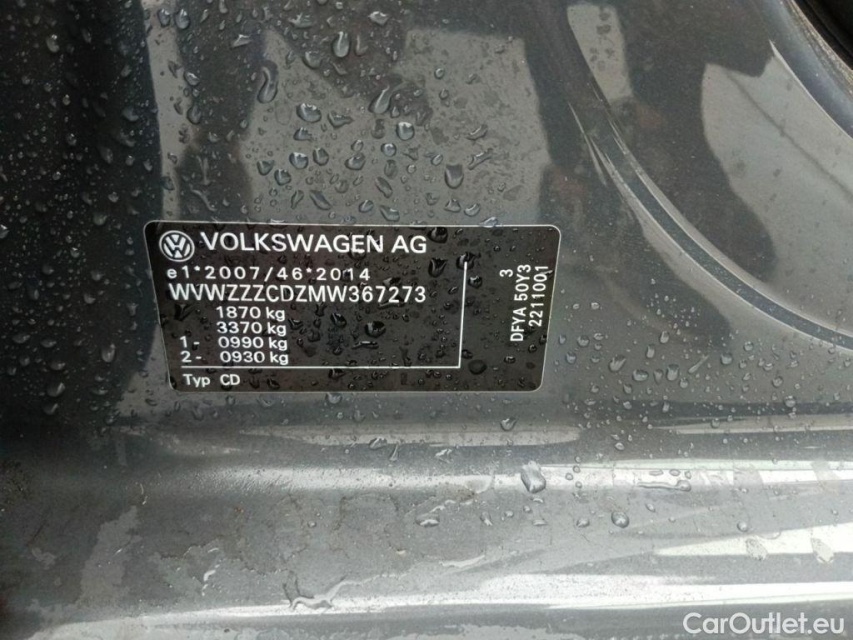 VOLKSWAGEN AG
e1*2007/46*2014
WVWZZZCDZMW367273
1870 kg
3370 kg
1- 0990 kg
2- 0930 kg
Typ CD
3
DFYA 50Y3
2211001
CarOutlet.eu